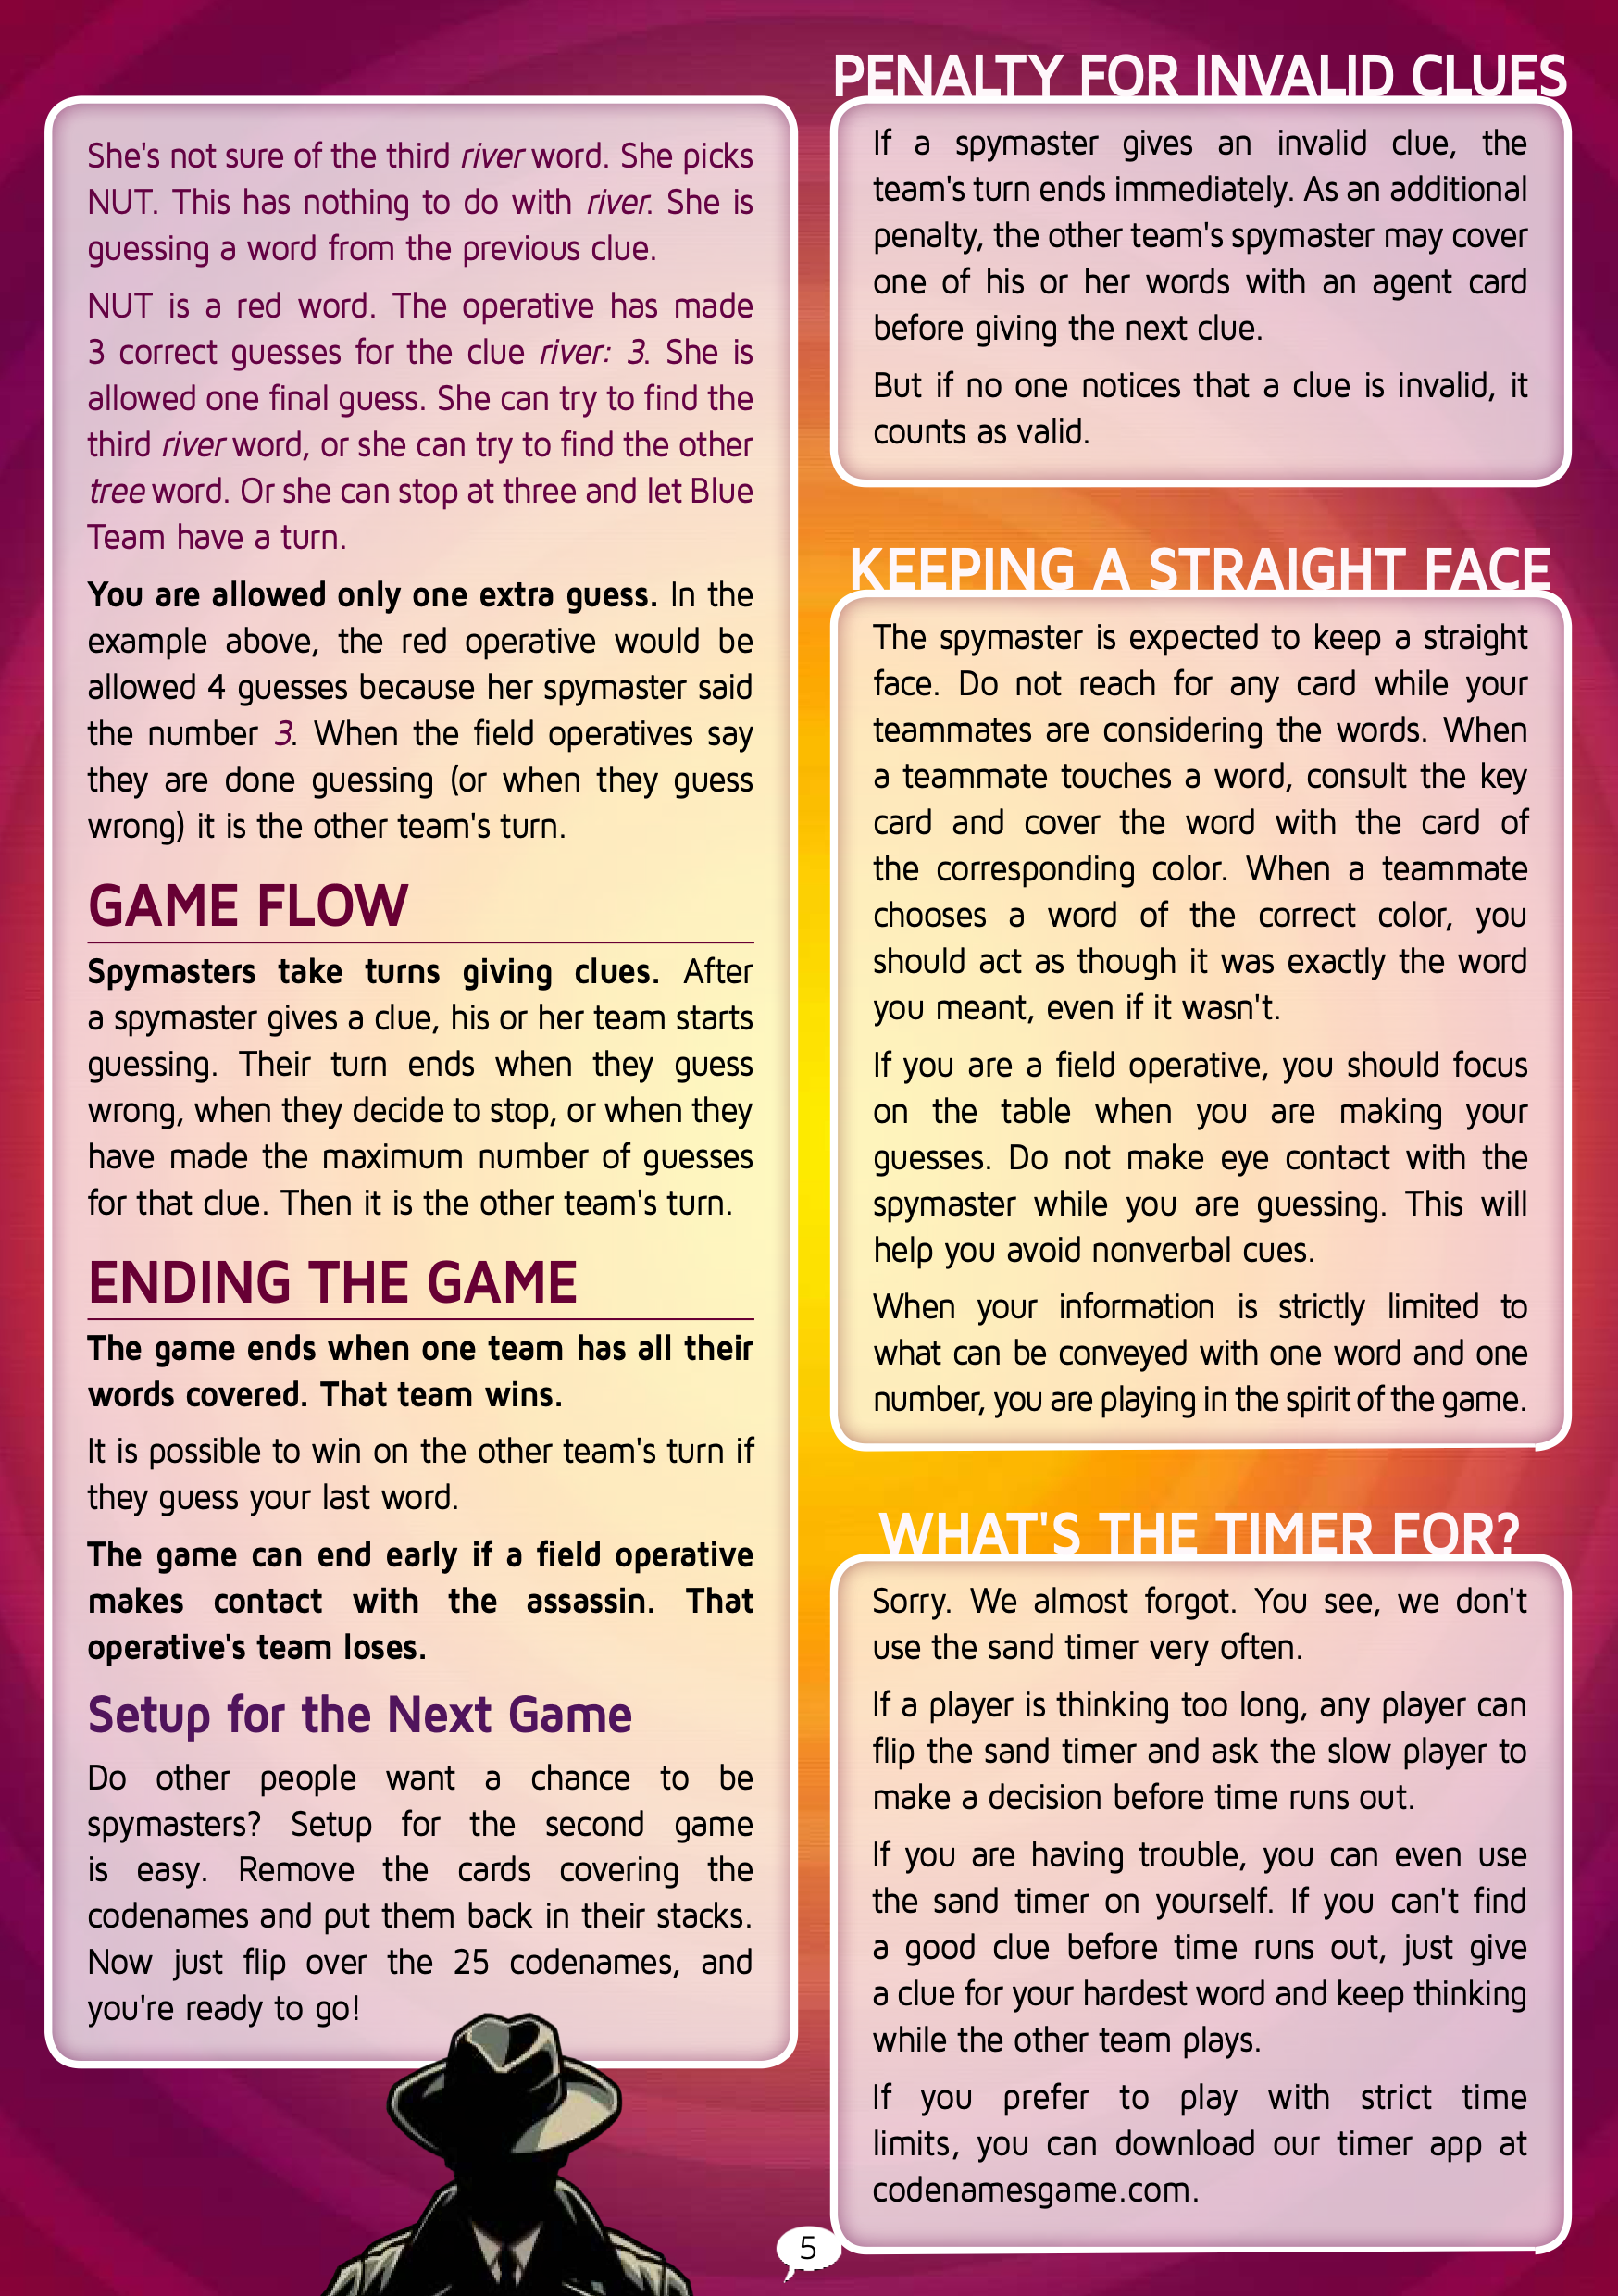 She's not sure of the third river word. She picks
NUT. This has nothing to do with river. She is
guessing a word from the previous clue.
NUT is a red word. The operative has made
3 correct guesses for the clue river: 3. She is
allowed one final guess. She can try to find the
third river word, or she can try to find the other
tree word. Or she can stop at three and let Blue
Team have a turn.
You are allowed only one extra guess. In the
example above, the red operative would be
allowed 4 guesses because her spymaster said
the number 3. When the field operatives say
they are done guessing (or when they guess
wrong) it is the other team's turn.
GAME FLOW
Spymasters take turns giving clues. After
a spymaster gives a clue, his or her team starts
guessing. Their turn ends when they guess
wrong, when they decide to stop, or when they
have made the maximum number of guesses
for that clue. Then it is the other team's turn.
ENDING THE GAME
The game ends when one team has all their
words covered. That team wins.
It is possible to win on the other team's turn if
they guess your last word.
The game can end early if a field operative
makes contact with the assassin. That
operative's team loses.
Setup for the Next Game
Do other people want a chance to be
spymasters? Setup for the second game
is easy. Remove the cards covering the
codenames and put them back in their stacks.
Now just flip over the 25 codenames, and
you're ready to go!
PENALTY FOR INVALID CLUES
If a spymaster gives an invalid clue, the
team's turn ends immediately. As an additional
penalty, the other team's spymaster may cover
one of his or her words with an agent card
before giving the next clue.
But if no one notices that a clue is invalid, it
counts as valid.
KEEPING A STRAIGHT FACE
The spymaster is expected to keep a straight
face. Do not reach for any card while your
teammates are considering the words. When
a teammate touches a word, consult the key
card and cover the word with the card of
the corresponding color. When a teammate
chooses a word of the correct color, you
should act as though it was exactly the word
you meant, even if it wasn't.
If you are a field operative, you should focus
on the table when you are making your
guesses. Do not make eye contact with the
spymaster while you are guessing. This will
help you avoid nonverbal cues.
When your information is strictly limited to
what can be conveyed with one word and one
number, you are playing in the spirit of the game.
WHAT'S THE TIMER FOR?
Sorry. We almost forgot. You see, we don't
use the sand timer very often.
If a player is thinking too long, any player can
flip the sand timer and ask the slow player to
make a decision before time runs out.
If you are having trouble, you can even use
the sand timer on yourself. If you can't find
a good clue before time runs out, just give
a clue for your hardest word and keep thinking
while the other team plays.
If you prefer to play with strict time
limits, you can download our timer app at
codenamesgame.com.
5